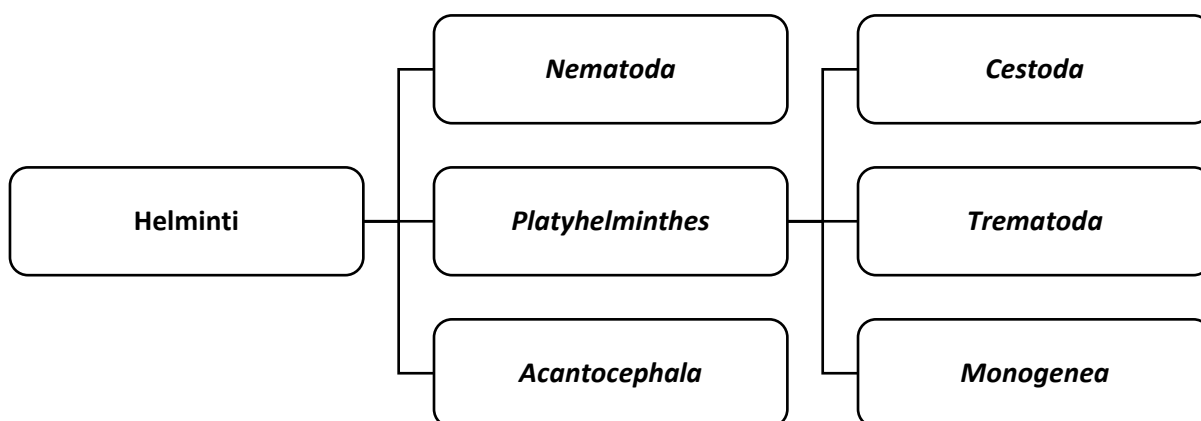 Helminti
Nematoda
Platyhelminthes
Acantocephala
Cestoda
Trematoda
Monogenea